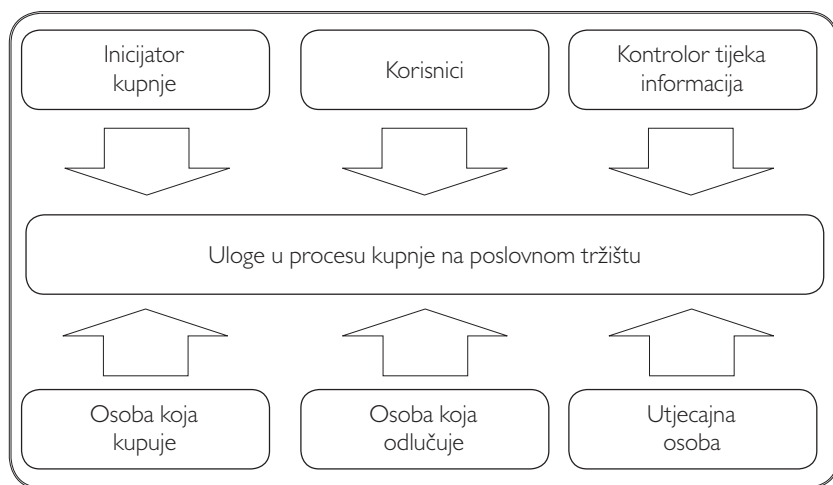 Inicijator
kupnje
Korisnici
Kontrolor tijeka
informacija
Uloge u procesu kupnje na poslovnom tržištu
Osoba koja
kupuje
Osoba koja
odlučuje
Utjecajna
osoba